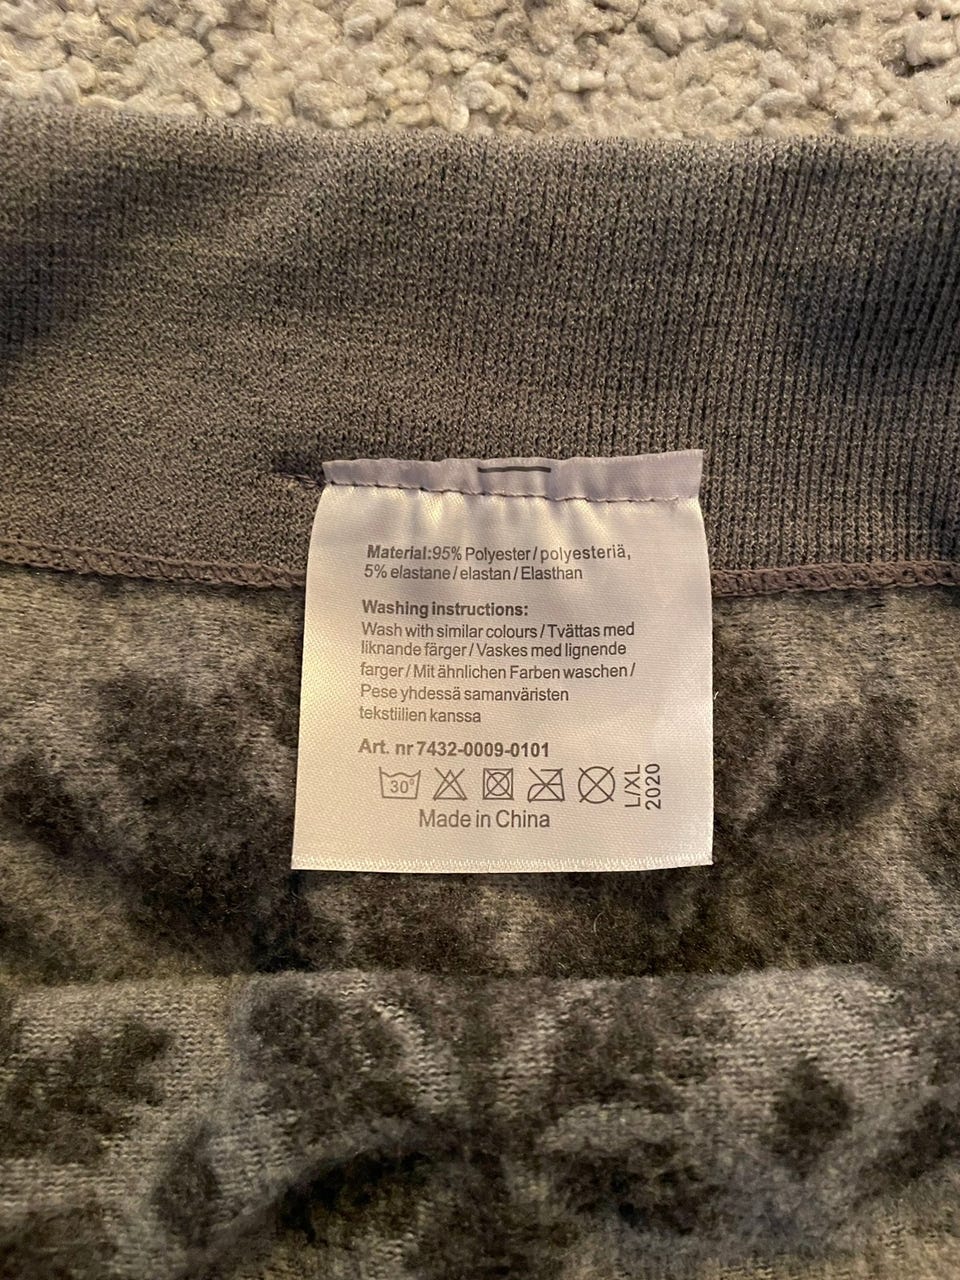 Material:95% Polyester / polyesteriä,
5% elastane / elastan / Elasthan
Washing instructions:
Wash with similar colours / Tvättas med
liknande färger / Vaskes med lignende
farger / Mit ähnlichen Farben waschen /
Pese yhdessä samanväristen
tekstiilien kanssa
Art. nr 7432-0009-0101
30°
L/XL
2020
Made in China